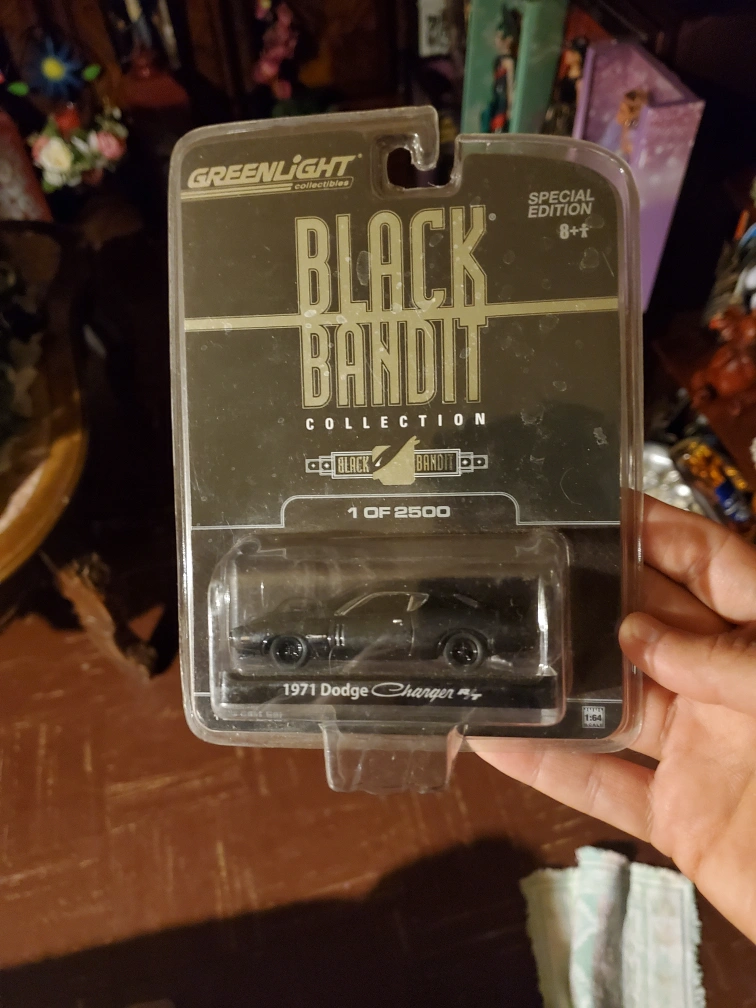 GREENLiGHT
collectibles
SPECIAL
EDITION
8+
BLACK
BANDIT
COLLECTION
BLACK BANDIT
1 OF 2500
1971 Dodge Charger R/T
1:64